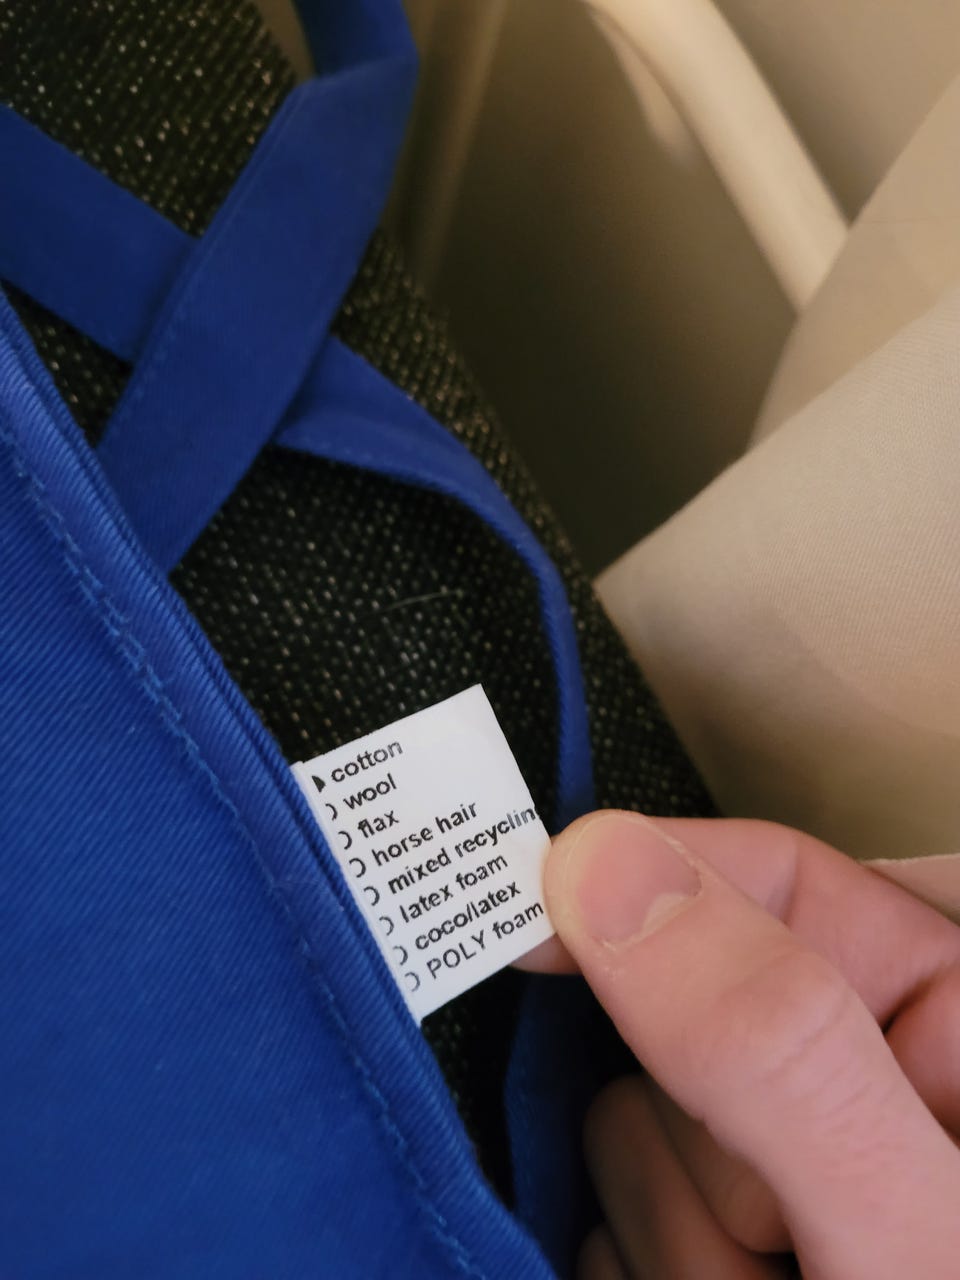 cotton
wool
flax
horse hair
mixed recyclin
latex foam
coco/latex
POLY foam